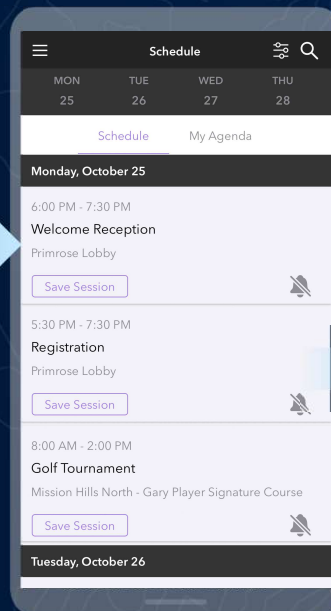 Schedule
MON TUE WED THU
25 26 27 28
Schedule My Agenda
Monday, October 25
6:00 PM - 7:30 PM
Welcome Reception
Primrose Lobby
Save Session
5:30 PM - 7:30 PM
Registration
Primrose Lobby
Save Session
8:00 AM - 2:00 PM
Golf Tournament
Mission Hills North - Gary Player Signature Course
Save Session
Tuesday, October 26